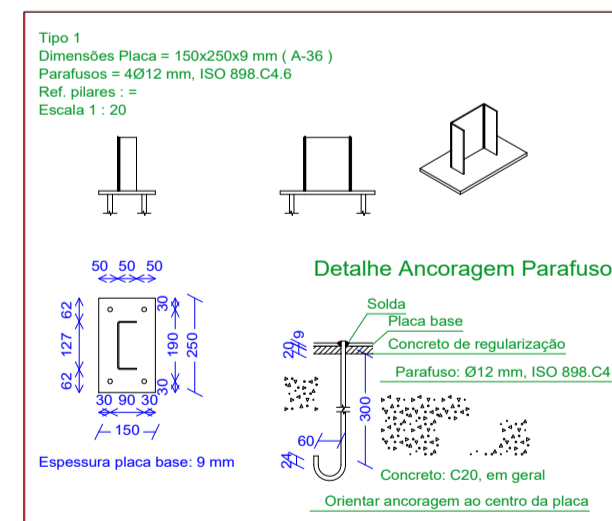 Tipo 1
Dimensões Placa = 150x250x9 mm ( A-36 )
Parafusos = 4Ø12 mm, ISO 898.C4.6
Ref. pilares : =
Escala 1 : 20
50 50 50
62
127
62
30
190
30
250
30 90 30
150
Espessura placa base: 9 mm
Detalhe Ancoragem Parafuso
Solda
Placa base
Concreto de regularização
Parafuso: Ø12 mm, ISO 898.C4
20
9
300
60
24
Concreto: C20, em geral
Orientar ancoragem ao centro da placa